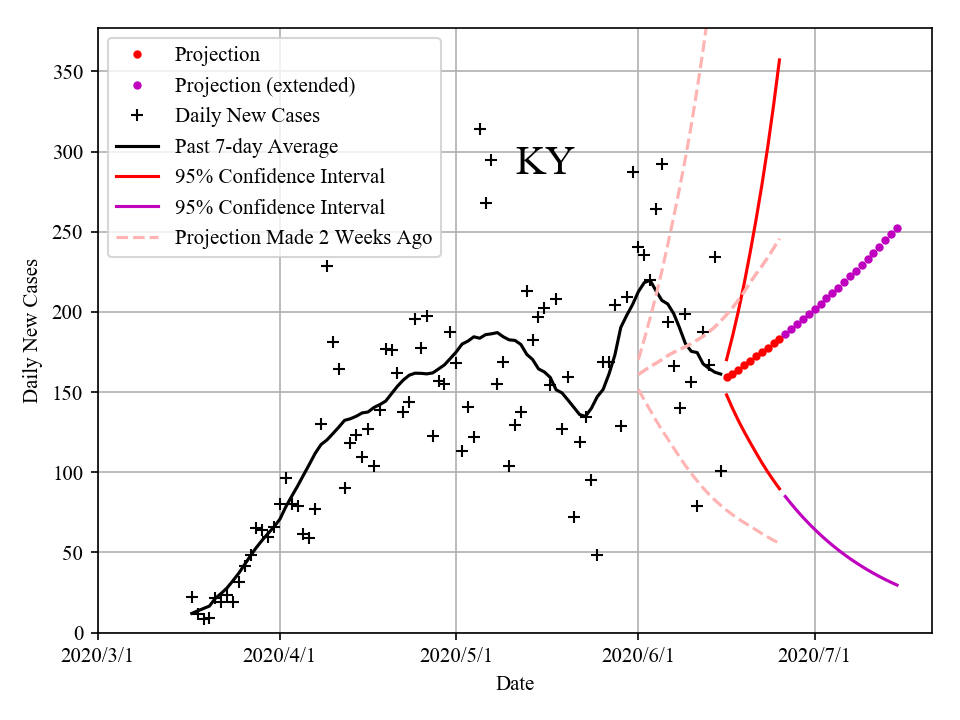 Projection
Projection (extended)
Daily New Cases
Past 7-day Average
95% Confidence Interval
95% Confidence Interval
Projection Made 2 Weeks Ago
KY
350
300
250
200
150
100
50
0
Daily New Cases
2020/3/1 2020/4/1 2020/5/1 2020/6/1 2020/7/1
Date